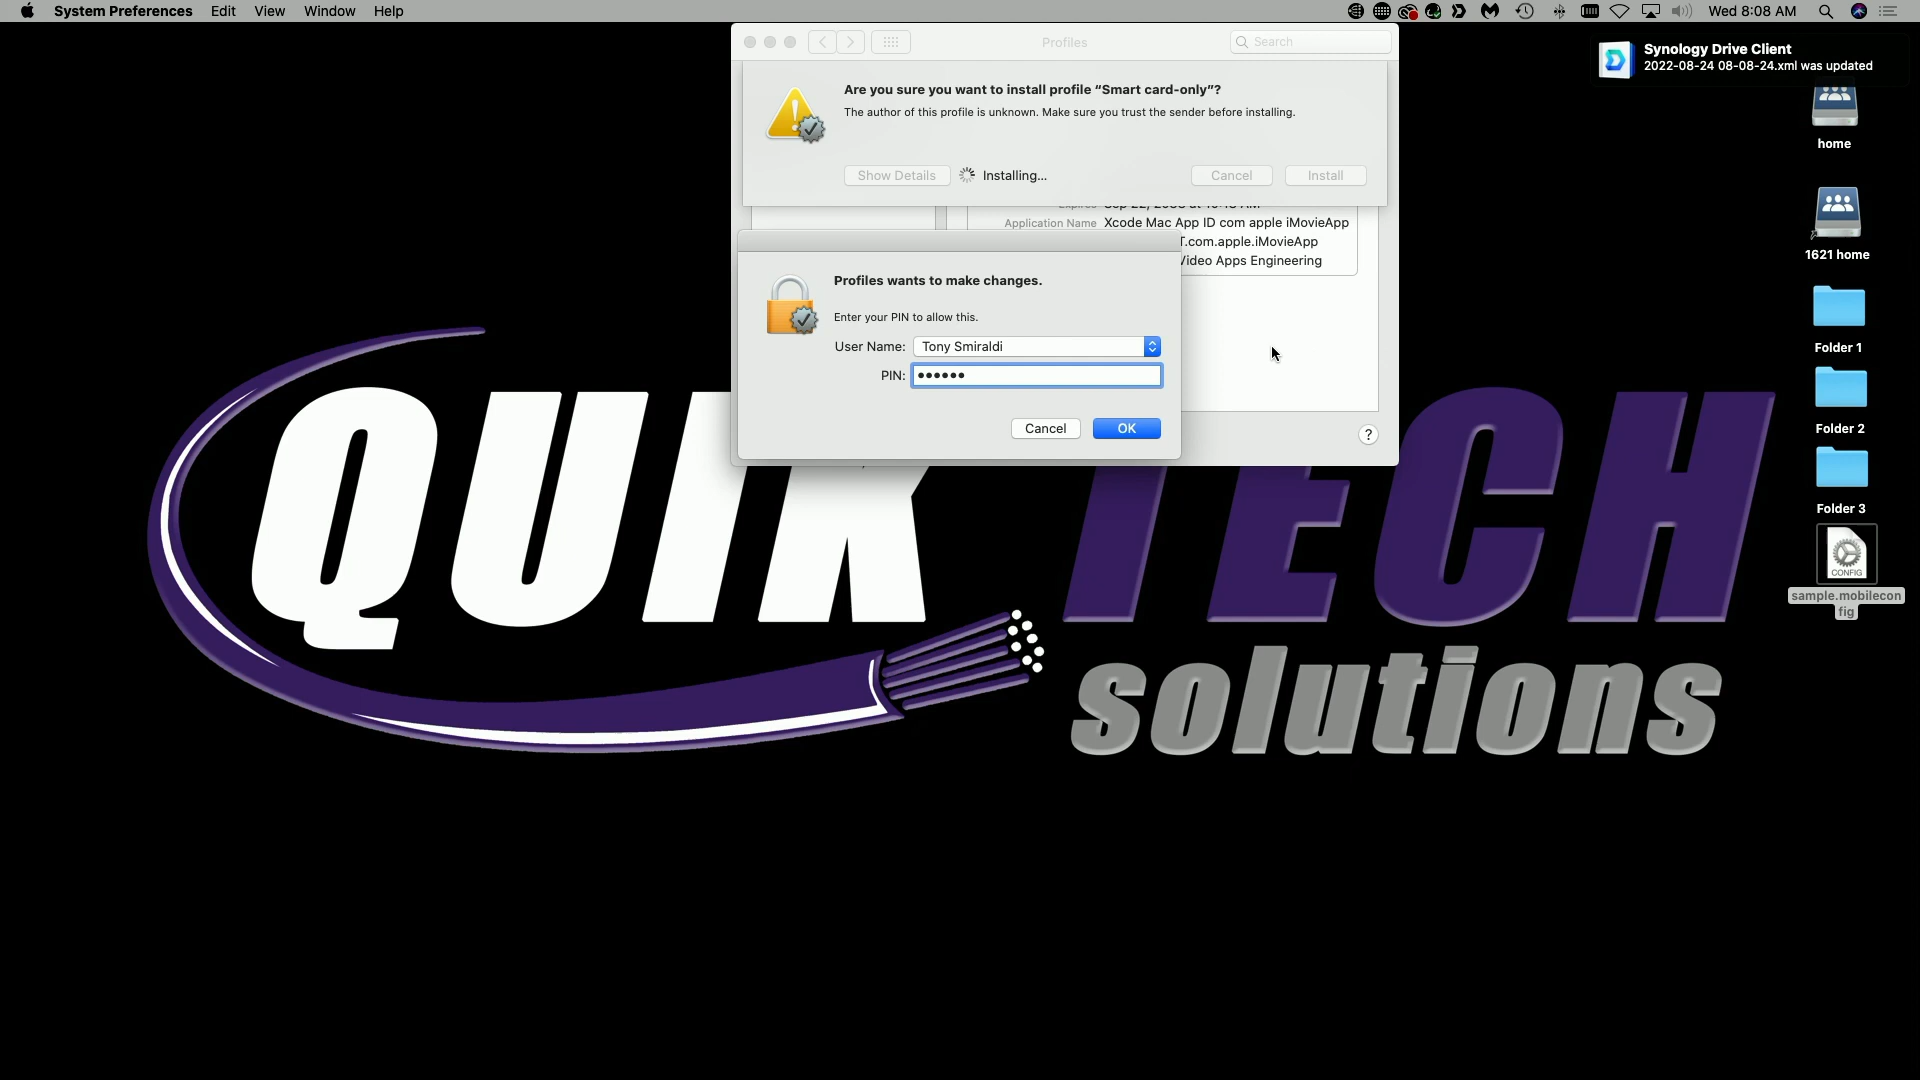 System Preferences Edit View Window Help
Wed 8:08 AM
Profiles
Search
Synology Drive Client
2022-08-24 08-08-24.xml was updated
Are you sure you want to install profile “Smart card-only”?
The author of this profile is unknown. Make sure you trust the sender before installing.
Show Details
Installing...
Cancel
Install
Application Name Xcode Mac App ID com apple iMovieApp
T.com.apple.iMovieApp
Video Apps Engineering
Profiles wants to make changes.
Enter your PIN to allow this.
User Name: Tony Smiraldi
PIN: ••••••
Cancel
OK
?
home
1621 home
Folder 1
Folder 2
Folder 3
CONFIG
sample.mobilecon
fig
QUIK TECH
solutions